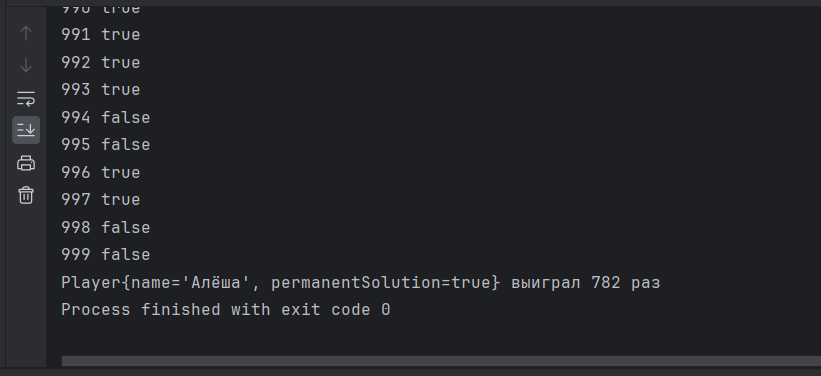 990 true
991 true
992 true
993 true
994 false
995 false
996 true
997 true
998 false
999 false
Player{name='Алёша', permanentSolution=true} выиграл 782 раз
Process finished with exit code 0